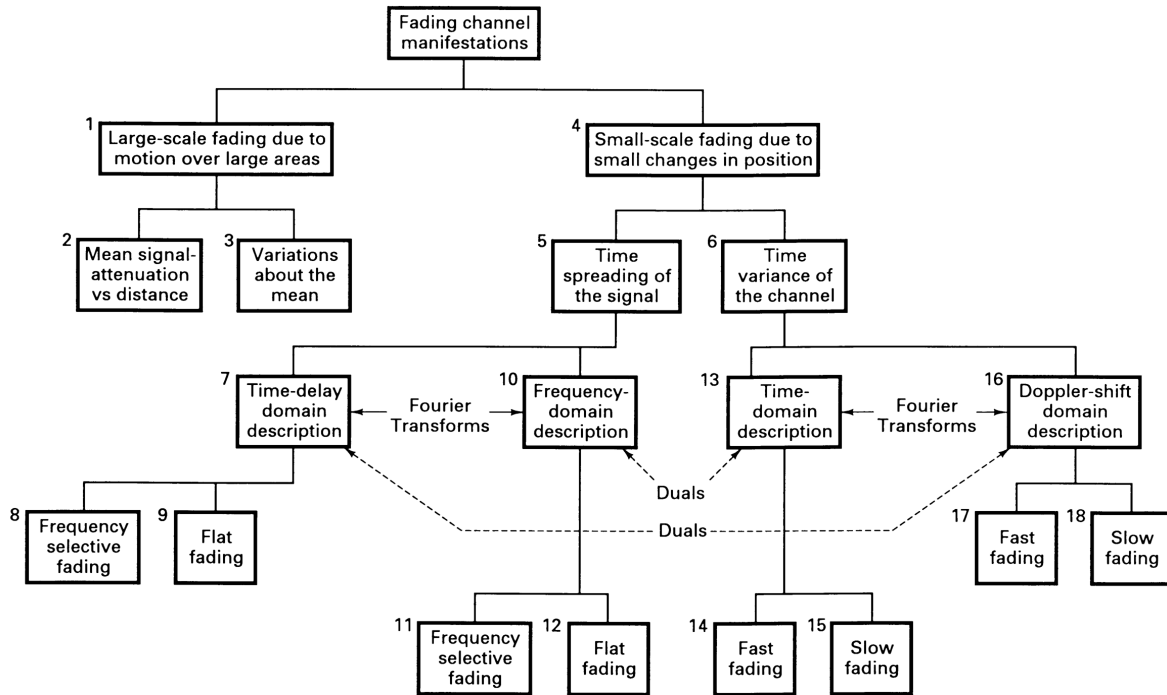 Fading channel
manifestations
1
Large-scale fading due to
motion over large areas
4
Small-scale fading due to
small changes in position
2
Mean signal-
attenuation
vs distance
3
Variations
about the
mean
5
Time
spreading of
the signal
6
Time
variance of
the channel
7
Time-delay
domain
description
Fourier
Transforms
10
Frequency-
domain
description
13
Time-
domain
description
Fourier
Transforms
16
Doppler-shift
domain
description
Duals
Duals
8
Frequency
selective
fading
9
Flat
fading
17
Fast
fading
18
Slow
fading
11
Frequency
selective
fading
12
Flat
fading
14
Fast
fading
15
Slow
fading